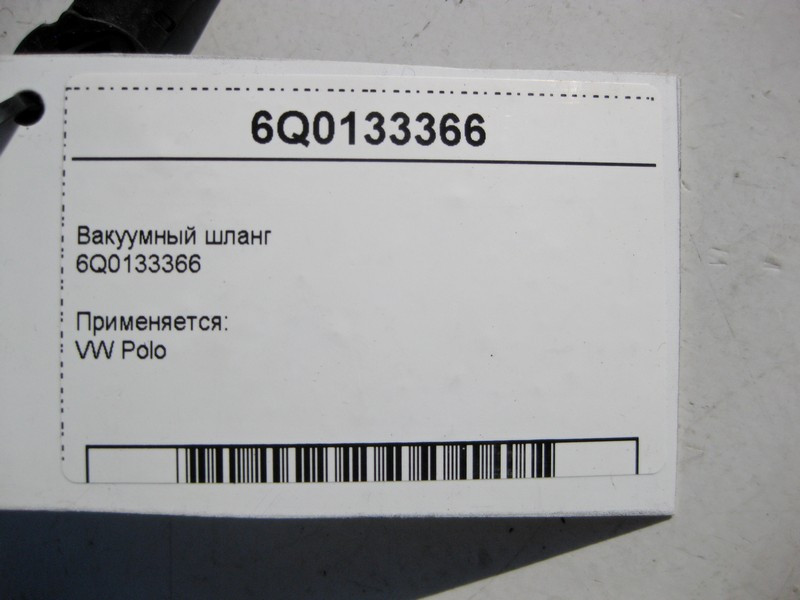 6Q0133366
Вакуумный шланг
6Q0133366
Применяется:
VW Polo